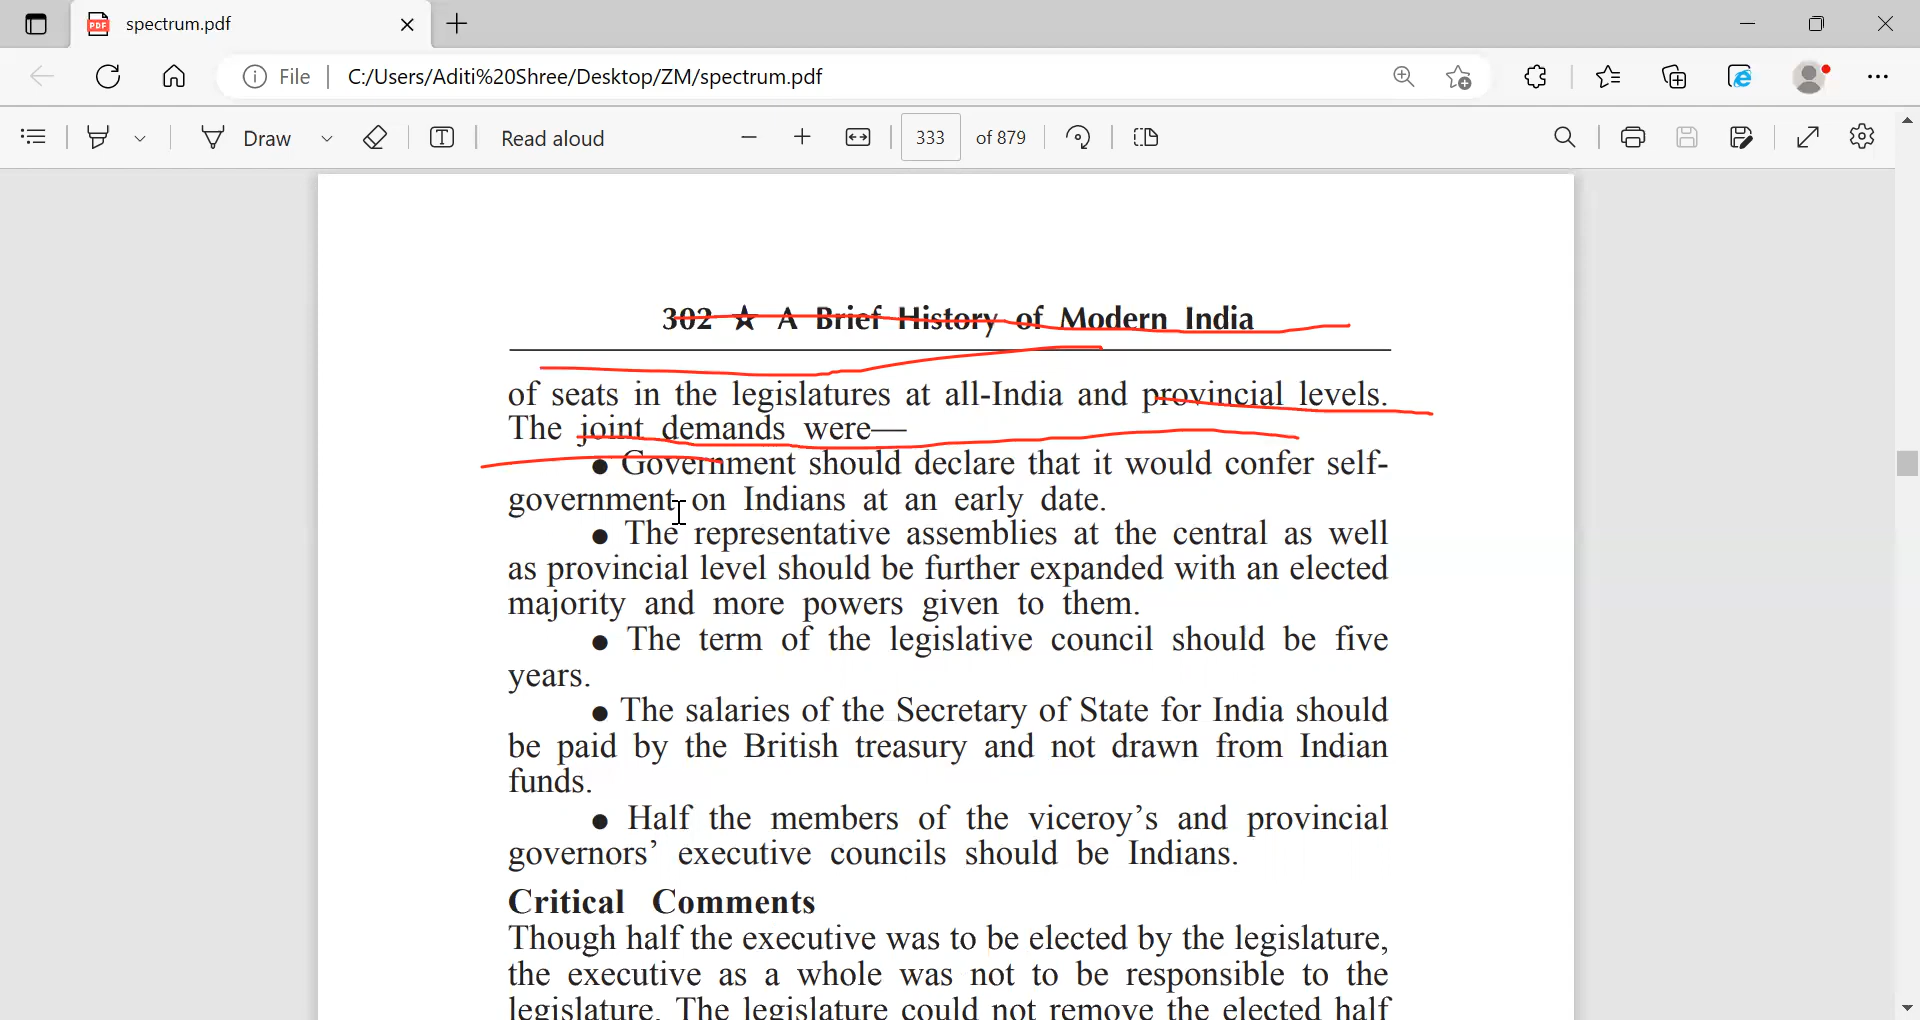 spectrum.pdf
File
C:/Users/Aditi%20Shree/Desktop/ZM/spectrum.pdf
Draw
Read aloud
333 of 879
302 ★ A Brief History of Modern India
of seats in the legislatures at all-India and provincial levels.
The joint demands were—
● Government should declare that it would confer self-
government on Indians at an early date.
● The representative assemblies at the central as well
as provincial level should be further expanded with an elected
majority and more powers given to them.
● The term of the legislative council should be five
years.
● The salaries of the Secretary of State for India should
be paid by the British treasury and not drawn from Indian
funds.
● Half the members of the viceroy’s and provincial
governors’ executive councils should be Indians.
Critical Comments
Though half the executive was to be elected by the legislature,
the executive as a whole was not to be responsible to the
legislature. The legislature could not remove the elected half